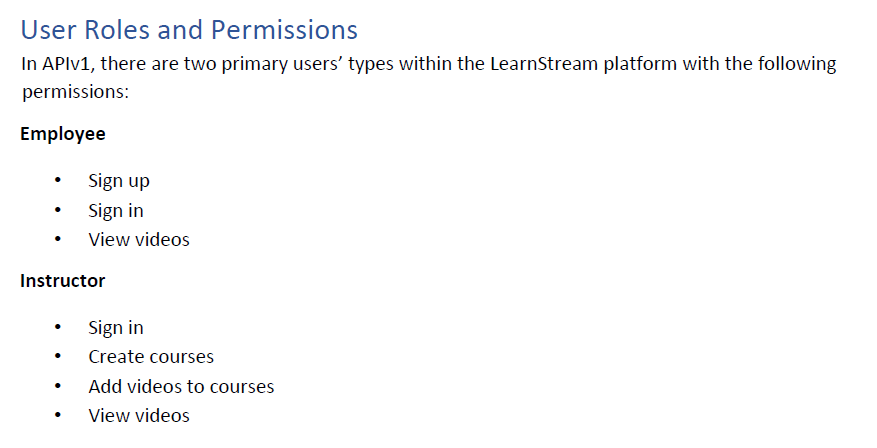 User Roles and Permissions
In APIv1, there are two primary users’ types within the LearnStream platform with the following
permissions:
Employee
• Sign up
• Sign in
• View videos
Instructor
• Sign in
• Create courses
• Add videos to courses
• View videos